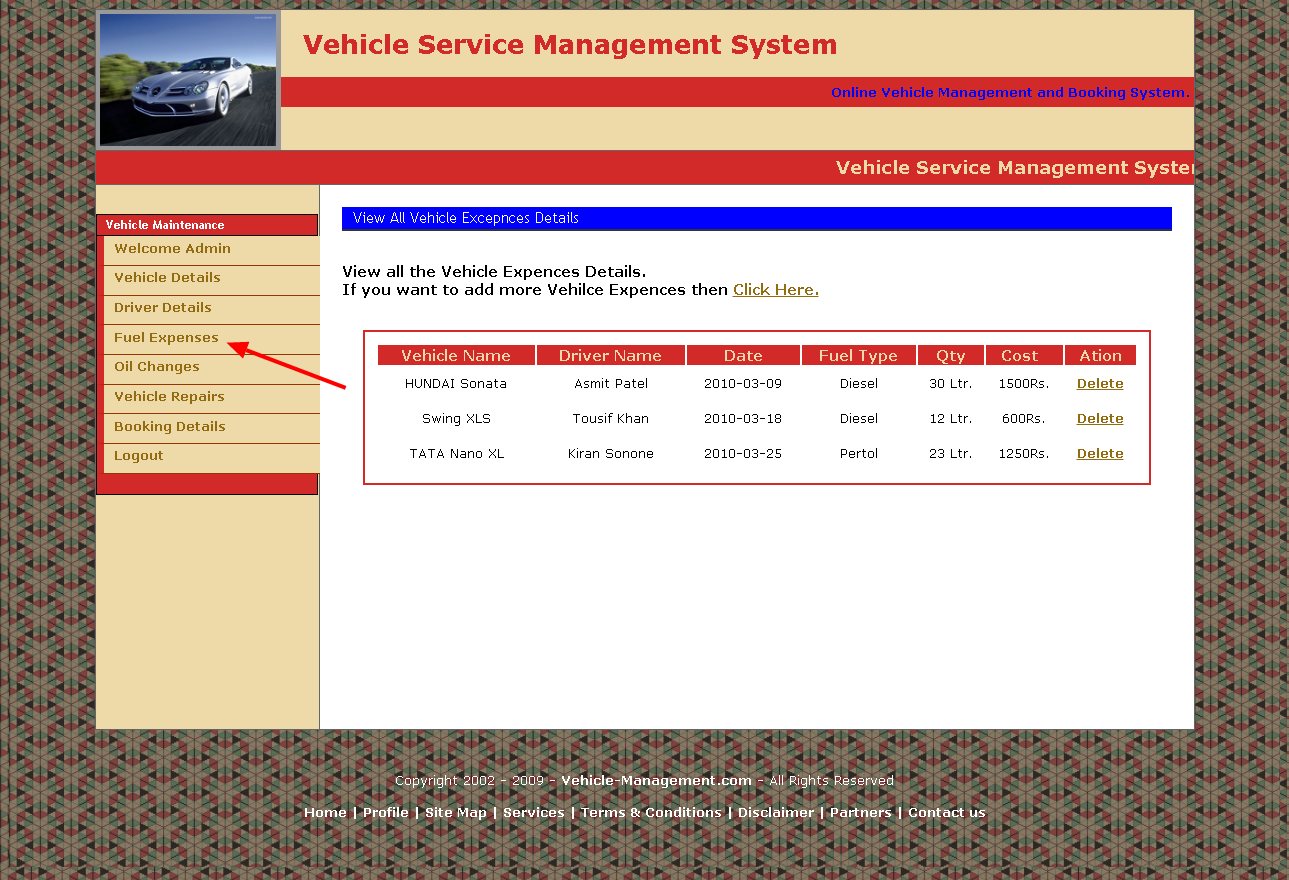 Vehicle Service Management System
Online Vehicle Management and Booking System.
Vehicle Service Management Syste
Vehicle Maintenance
Welcome Admin
Vehicle Details
Driver Details
Fuel Expenses
Oil Changes
Vehicle Repairs
Booking Details
Logout
View All Vehicle Excepnces Details
View all the Vehicle Expences Details.
If you want to add more Vehilce Expences then Click Here.
Vehicle Name Driver Name Date Fuel Type Qty Cost Ation
HUNDAI Sonata Asmit Patel 2010-03-09 Diesel 30 Ltr. 1500Rs. Delete
Swing XLS Tousif Khan 2010-03-18 Diesel 12 Ltr. 600Rs. Delete
TATA Nano XL Kiran Sonone 2010-03-25 Pertol 23 Ltr. 1250Rs. Delete
Copyright 2002 - 2009 - Vehicle-Management.com - All Rights Reserved
Home | Profile | Site Map | Services | Terms & Conditions | Disclaimer | Partners | Contact us